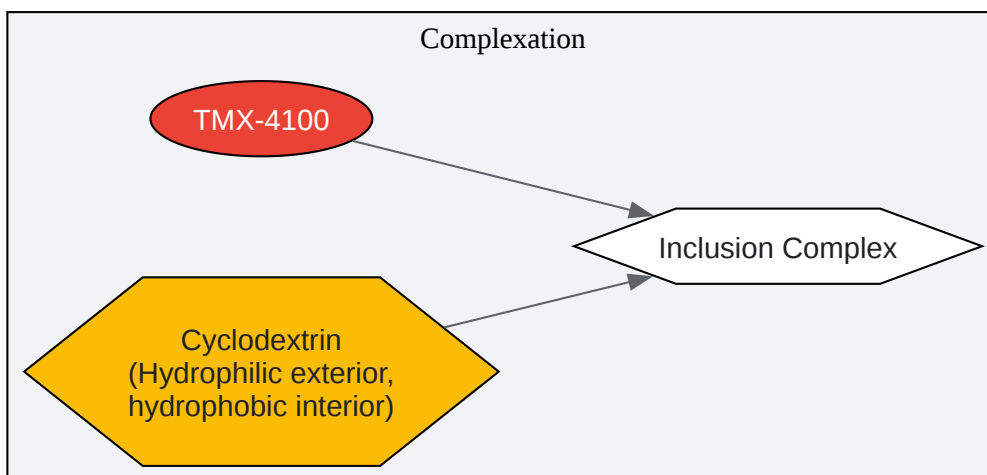 Complexation
TMX-4100
Inclusion Complex
Cyclodextrin
(Hydrophilic exterior,
hydrophobic interior)